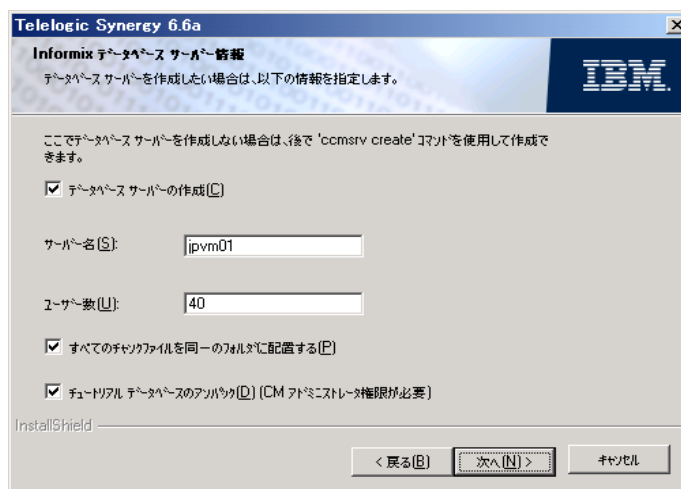 Telelogic Synergy 6.6a
Informix ﾃﾞｰﾀﾍﾞｰｽ ｻｰﾊﾞｰ情報
ﾃﾞｰﾀﾍﾞｰｽ ｻｰﾊﾞｰを作成したい場合は、以下の情報を指定します。
IBM.
ここでﾃﾞｰﾀﾍﾞｰｽ ｻｰﾊﾞｰを作成しない場合は、後で 'ccmsrv create'ｺﾏﾝﾄﾞを使用して作成で
きます。
ﾃﾞｰﾀﾍﾞｰｽ ｻｰﾊﾞｰの作成(C)
ｻｰﾊﾞｰ名(S):
jpvm01
ﾕｰｻﾞｰ数(U):
40
すべてのﾁｬﾝｸﾌｧｲﾙを同一のﾌｫﾙﾀﾞに配置する(P)
ﾁｭｰﾄﾘｱﾙ ﾃﾞｰﾀﾍﾞｰｽのｱﾝﾊﾟｯｸ(D) (CM ｱﾄﾞﾐﾆｽﾄﾚｰﾀ権限が必要)
InstallShield
< 戻る(B)
次へ(N) >
ｷｬﾝｾﾙ